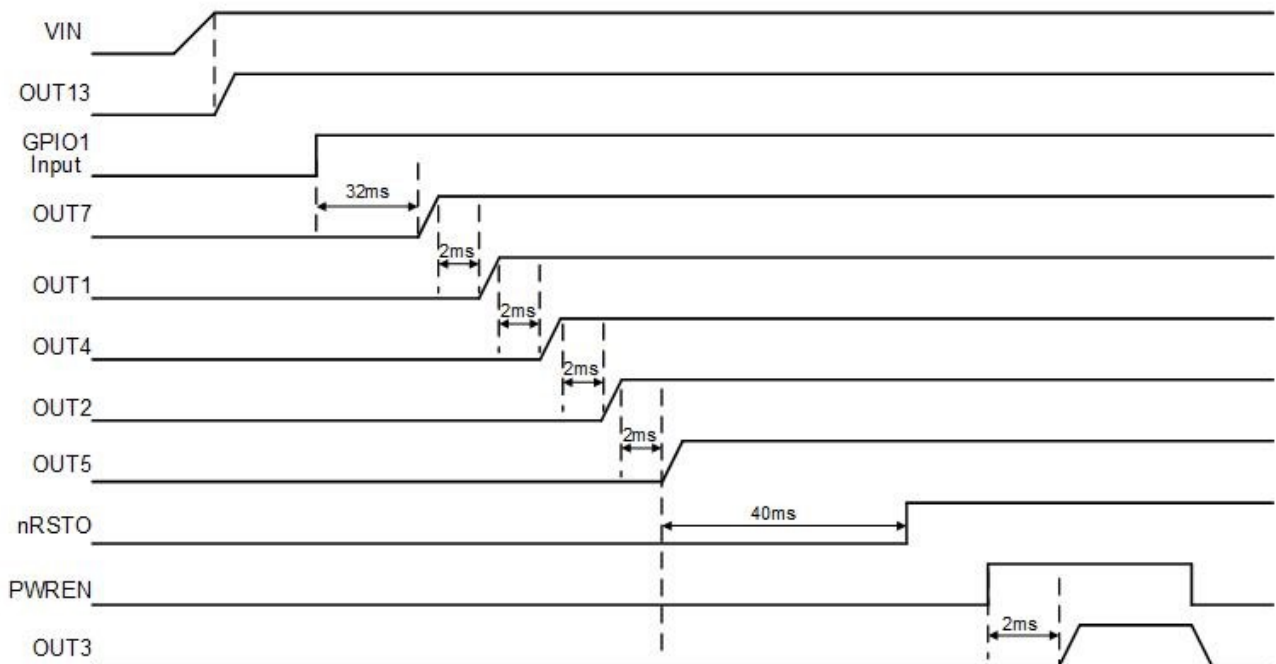 VIN
OUT13
GPIO1
Input
32ms
OUT7
2ms
OUT1
2ms
OUT4
2ms
OUT2
2ms
OUT5
40ms
nRSTO
PWREN
2ms
OUT3